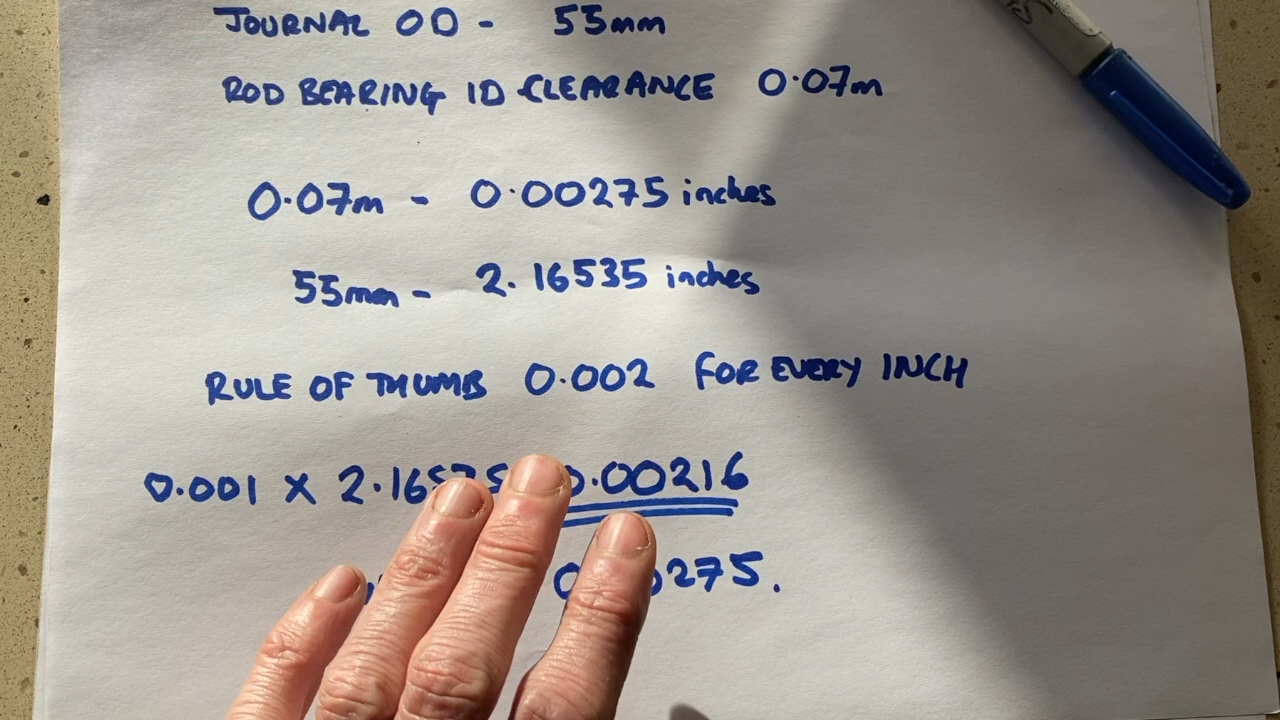 JOURNAL OD - 55mm
ROD BEARING ID CLEARANCE 0.07m
0.07m - 0.00275 inches
55mm - 2.16535 inches
RULE OF THUMB 0.002 FOR EVERY INCH
0.001 X 2.16535 0.00216
275.